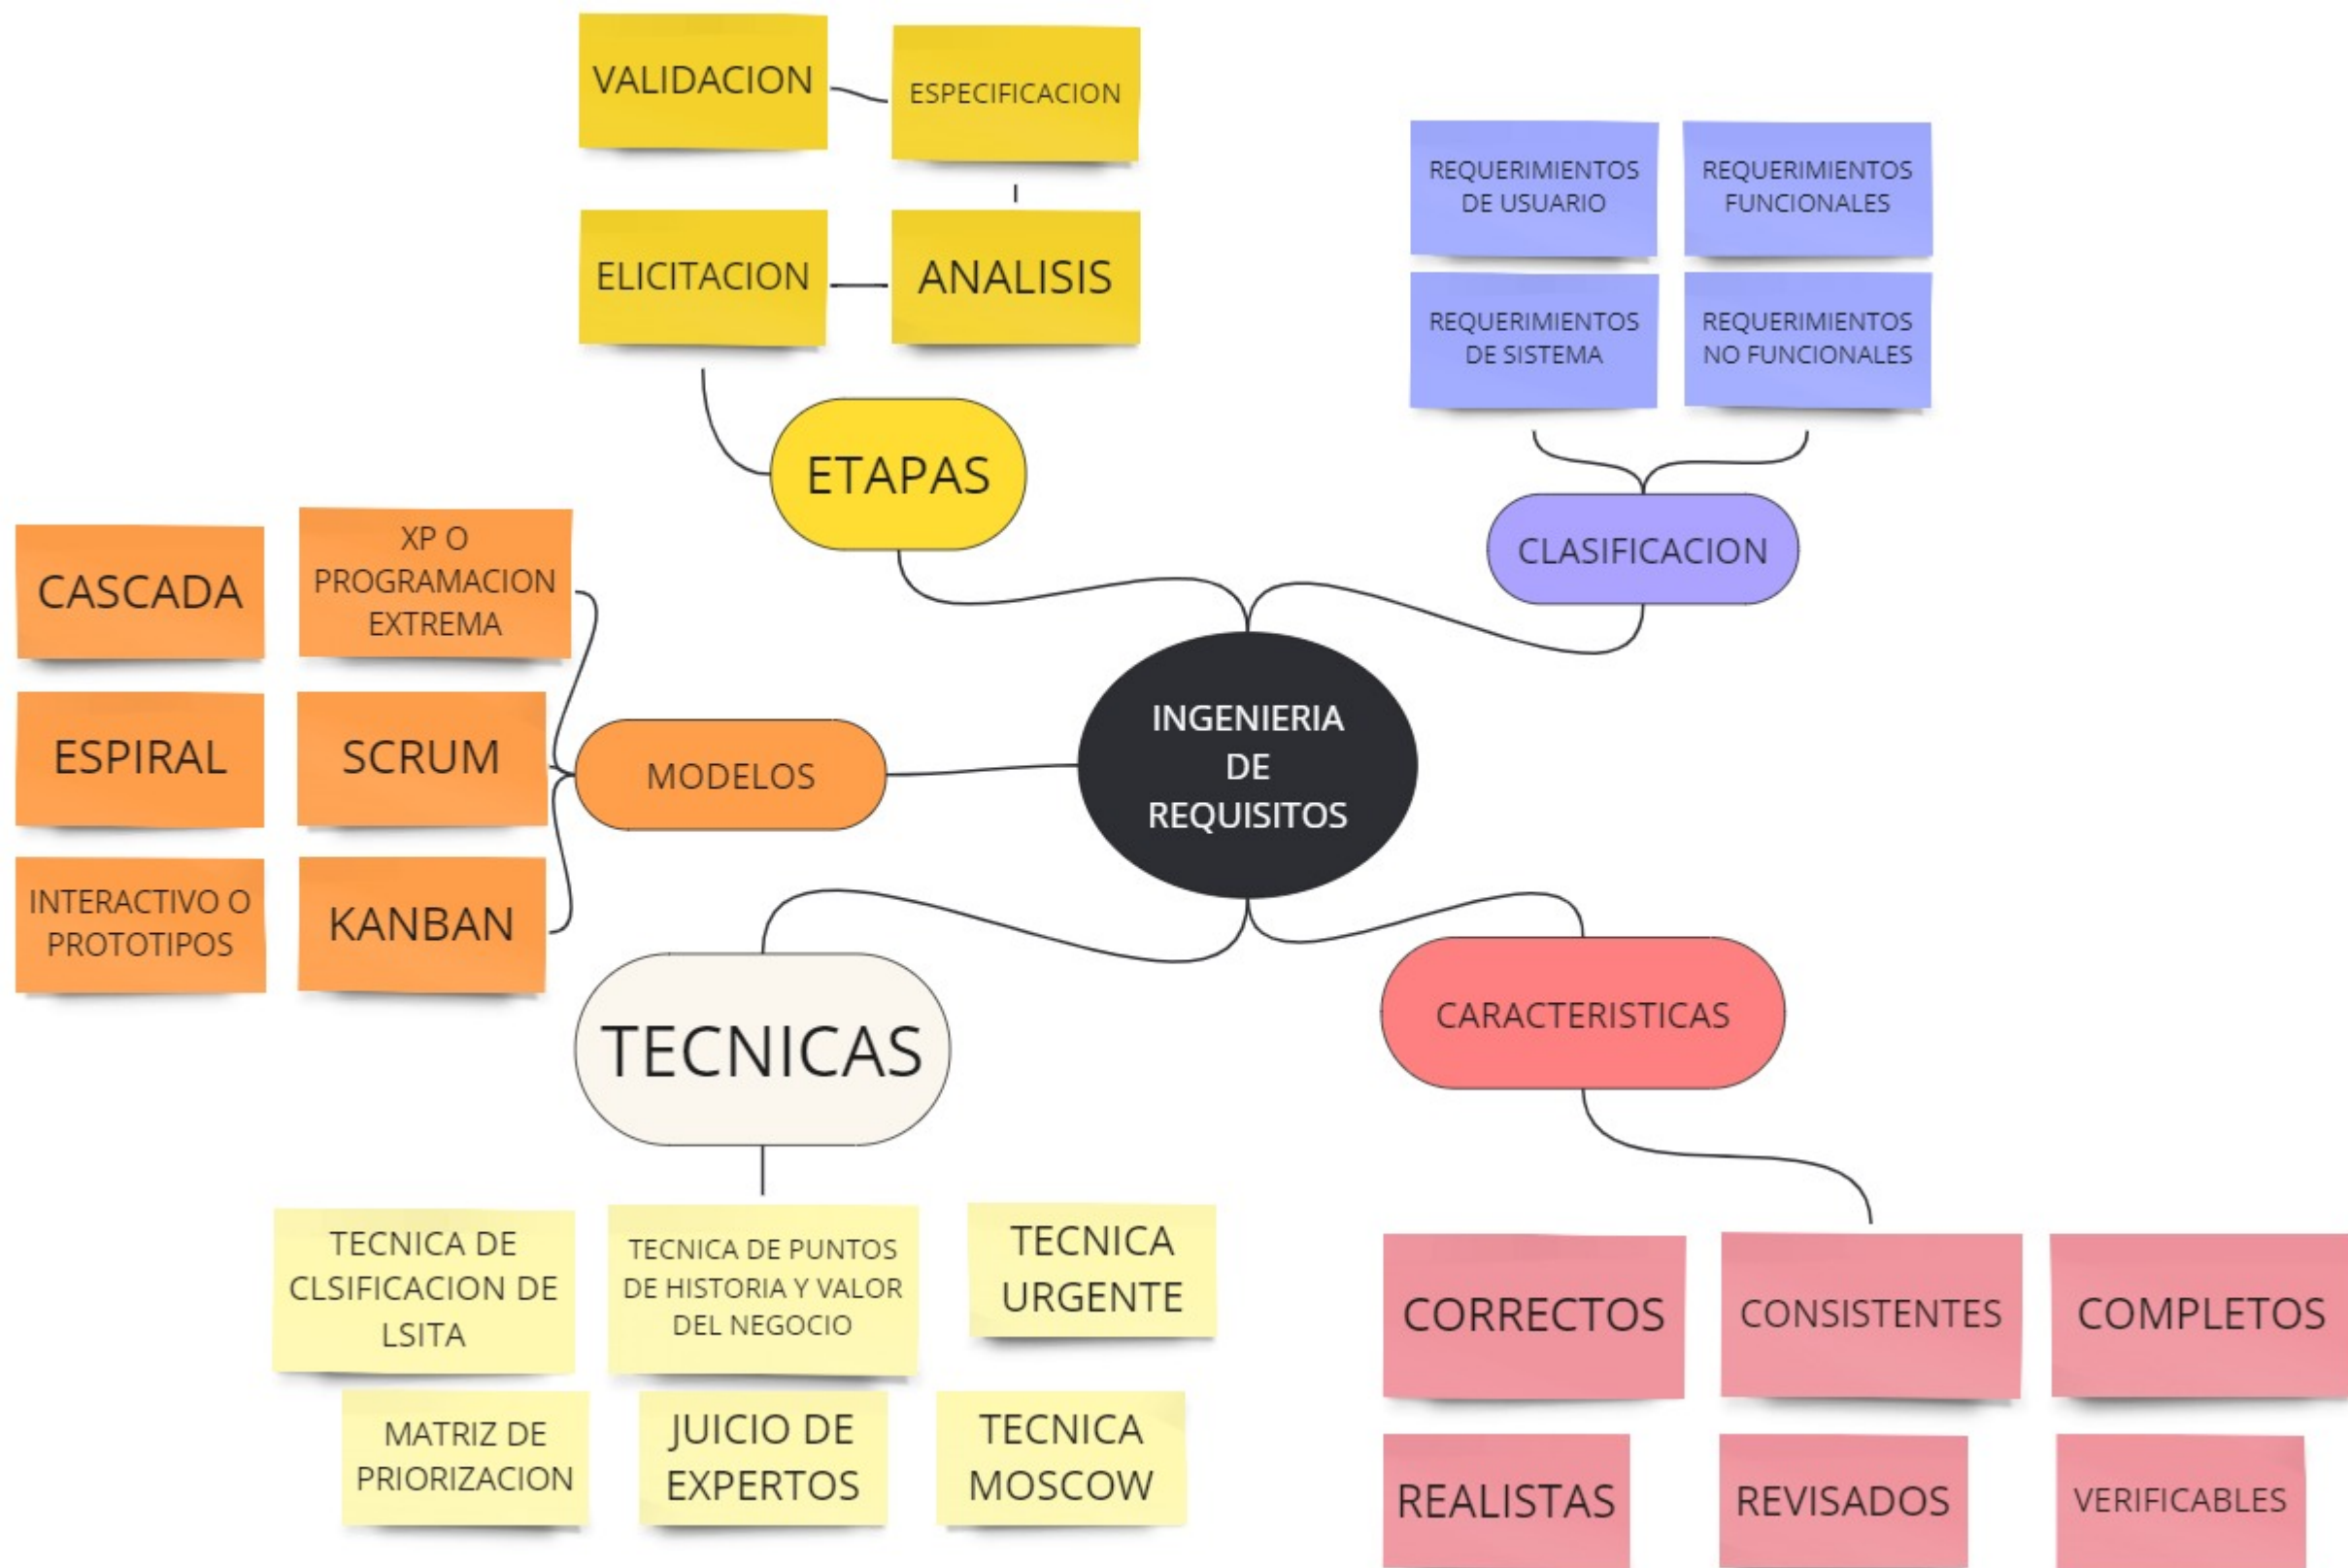 VALIDACION
ESPECIFICACION
ELICITACION
ANALISIS
ETAPAS
REQUERIMIENTOS
DE USUARIO
REQUERIMIENTOS
FUNCIONALES
REQUERIMIENTOS
DE SISTEMA
REQUERIMIENTOS
NO FUNCIONALES
CLASIFICACION
CASCADA
XP O
PROGRAMACION
EXTREMA
ESPIRAL
SCRUM
INTERACTIVO O
PROTOTIPOS
KANBAN
MODELOS
INGENIERIA
DE
REQUISITOS
TECNICAS
TECNICA DE
CLSIFICACION DE
LSITA
TECNICA DE PUNTOS
DE HISTORIA Y VALOR
DEL NEGOCIO
TECNICA
URGENTE
MATRIZ DE
PRIORIZACION
JUICIO DE
EXPERTOS
TECNICA
MOSCOW
CARACTERISTICAS
CORRECTOS
CONSISTENTES
COMPLETOS
REALISTAS
REVISADOS
VERIFICABLES